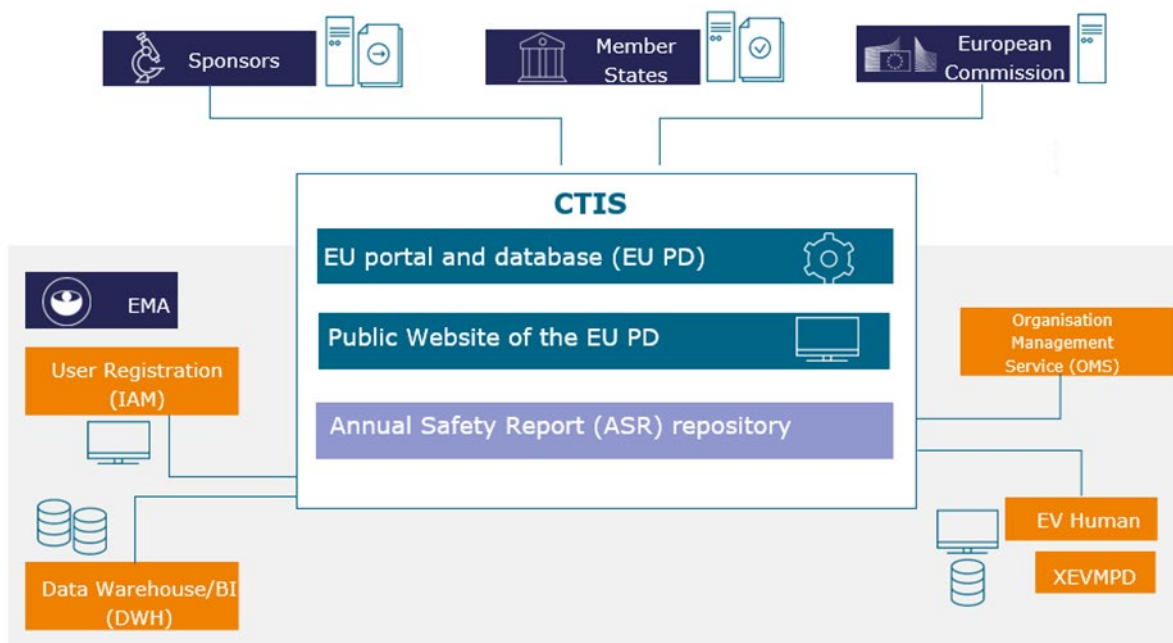 Sponsors
Member
States
European
Commission
CTIS
EU portal and database (EU PD)
Public Website of the EU PD
Annual Safety Report (ASR) repository
EMA
User Registration
(IAM)
Data Warehouse/BI
(DWH)
Organisation
Management
Service (OMS)
EV Human
XEVMPD